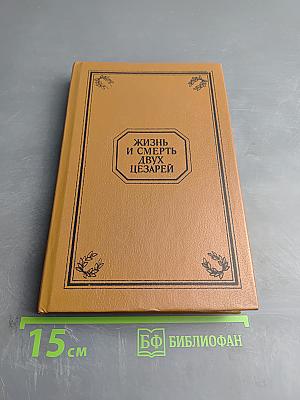 ЖИЗНЬ
И СМЕРТЬ
ДВУХ
ЦЕЗАРЕЙ
15 см
БФ БИБЛИОФАН